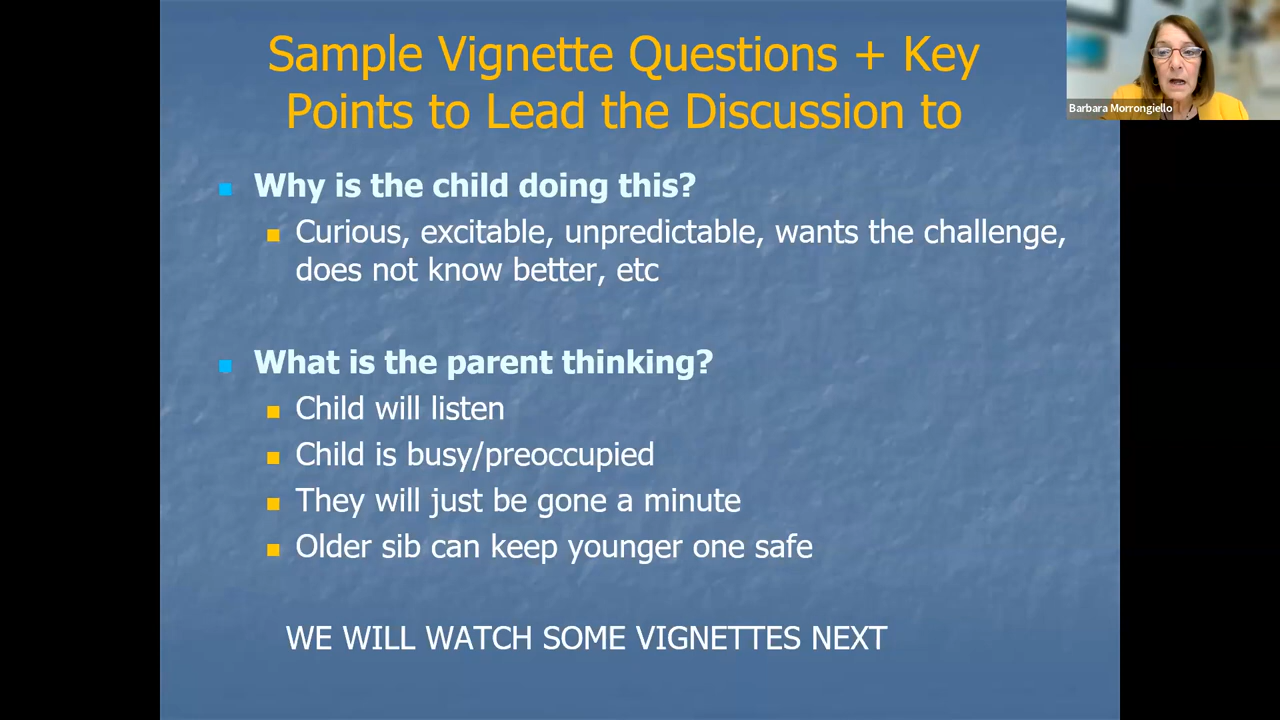 Sample Vignette Questions + Key
Points to Lead the Discussion to
Barbara Morrongiello
Why is the child doing this?
Curious, excitable, unpredictable, wants the challenge,
does not know better, etc
What is the parent thinking?
Child will listen
Child is busy/preoccupied
They will just be gone a minute
Older sib can keep younger one safe
WE WILL WATCH SOME VIGNETTES NEXT